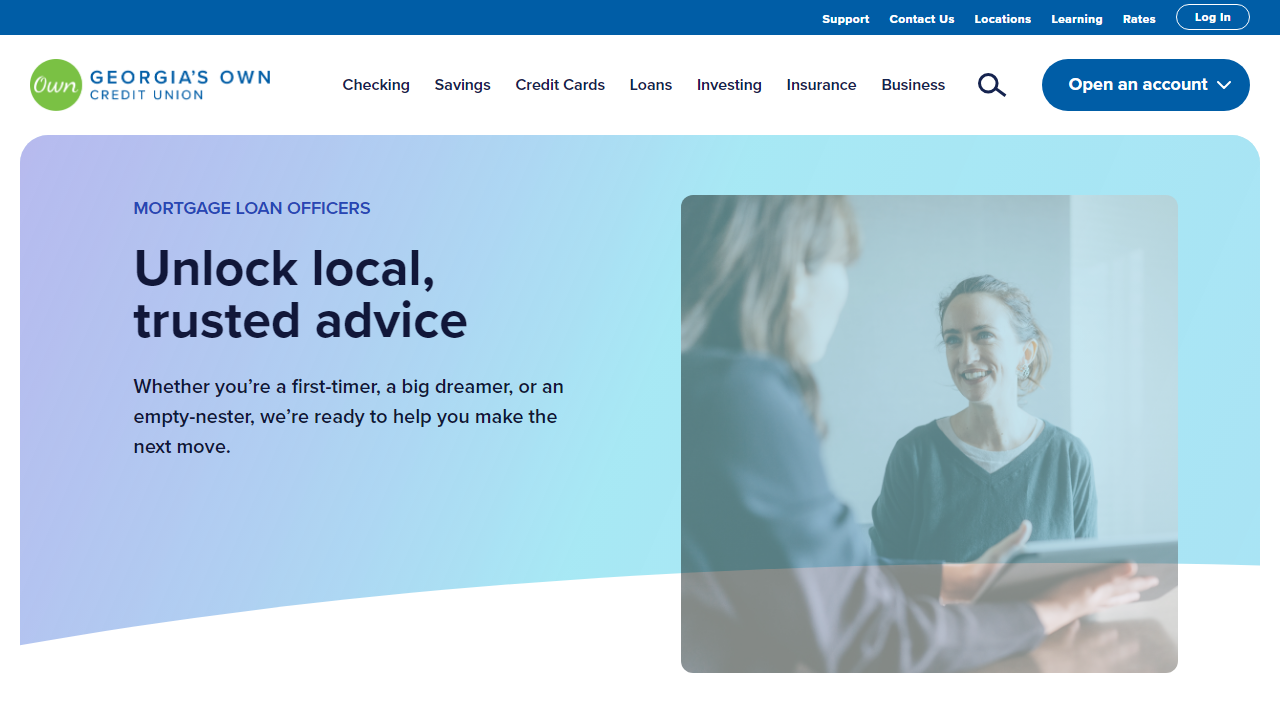 Support Contact Us Locations Learning Rates Log In
Own GEORGIA'S OWN
CREDIT UNION
Checking Savings Credit Cards Loans Investing Insurance Business Open an account
MORTGAGE LOAN OFFICERS
Unlock local,
trusted advice
Whether you’re a first-timer, a big dreamer, or an
empty-nester, we’re ready to help you make the
next move.